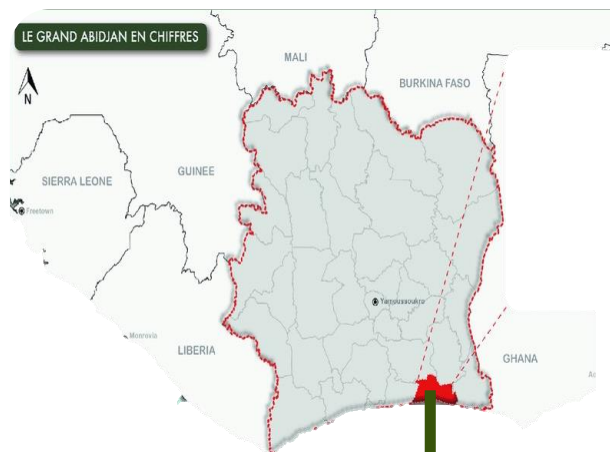 LE GRAND ABIDJAN EN CHIFFRES
MALI
BURKINA FASO
N
GUINEE
SIERRA LEONE
Freetown
Yamoussoukro
Monrovia
LIBERIA
GHANA